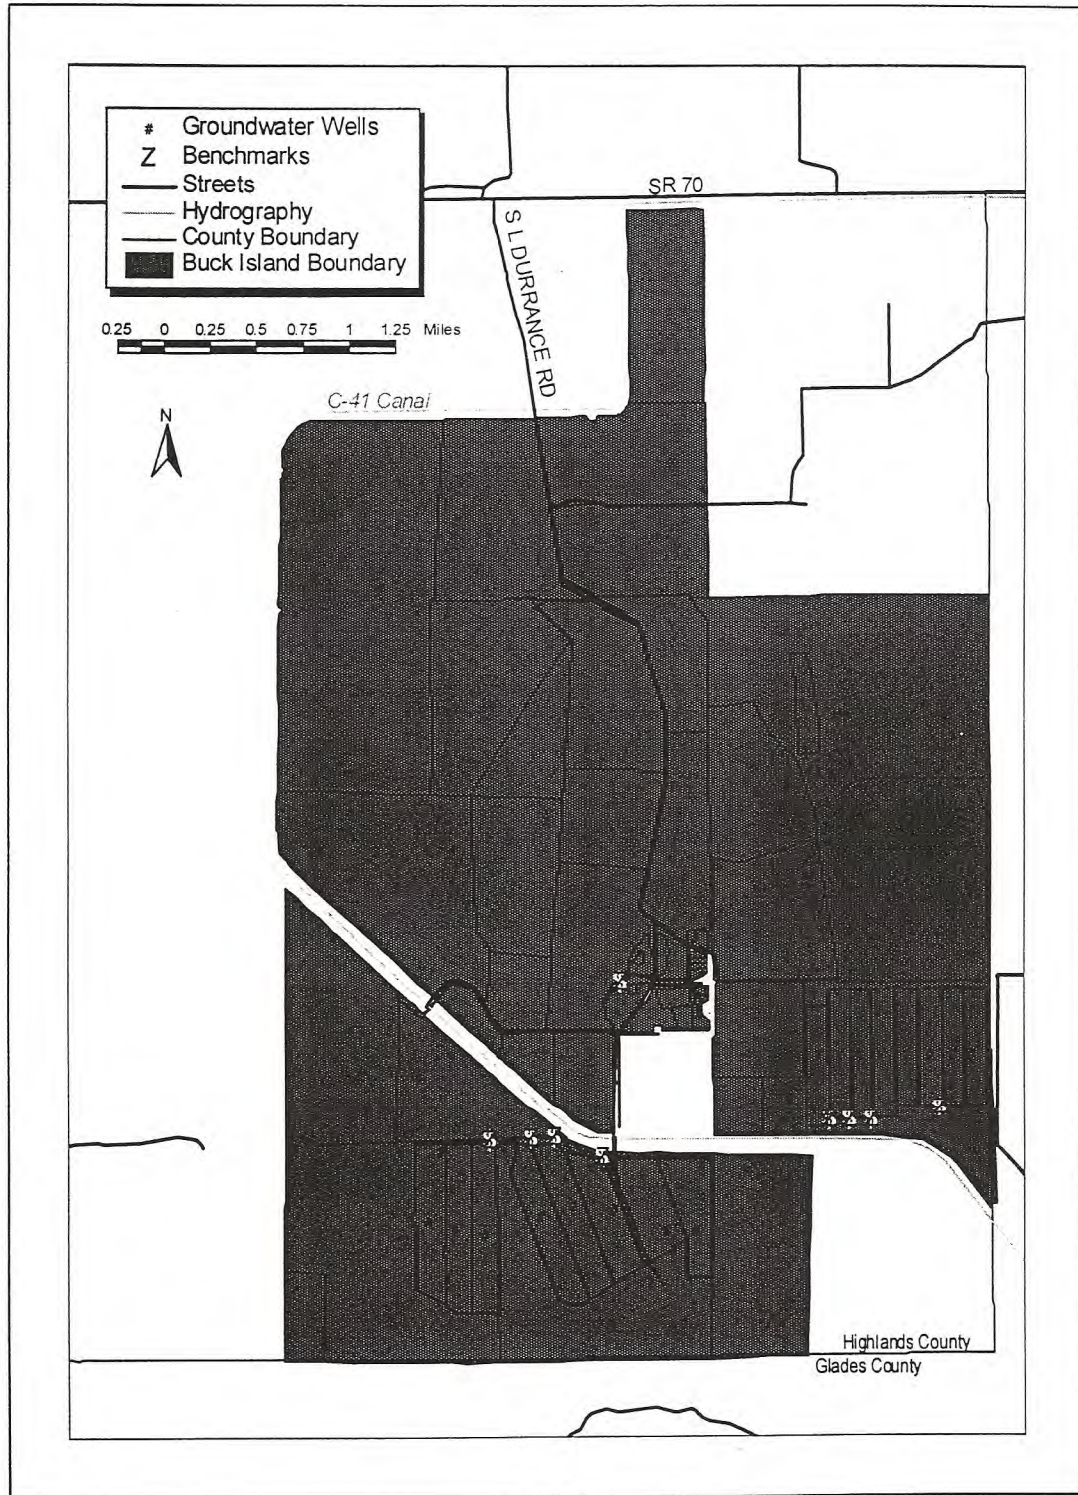 # Groundwater Wells
Z Benchmarks
Streets
Hydrography
County Boundary
Buck Island Boundary
0.25 0 0.25 0.5 0.75 1 1.25 Miles
SR 70
S L DURRANCE RD
C-41 Canal
N
Highlands County
Glades County